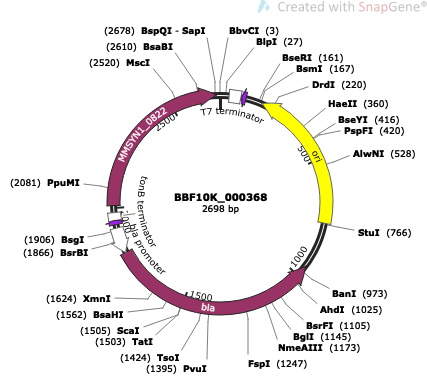 Created with SnapGene®
(2678) BspQI - SapI
(2610) BsaBI
(2520) MscI
BbvCI (3)
BlpI (27)
BseRI (161)
BsmI (167)
DrdI (220)
HaeII (360)
BseYI (416)
PspFI (420)
AlwNI (528)
StuI (766)
BanI (973)
AhdI (1025)
BsrFI (1105)
BglI (1145)
NmeAIII (1173)
FspI (1247)
(1395) PvuI
(1424) TsoI
(1503) TatI
(1505) ScaI
(1562) BsaHI
(1624) XmnI
(1866) BsrBI
(1906) BsgI
(2081) PpuMI
T7 terminator
MMSYN1_0822
2500
ori
500
1000
1500
bla
bla promoter
tonB terminator
BBF10K_000368
2698 bp